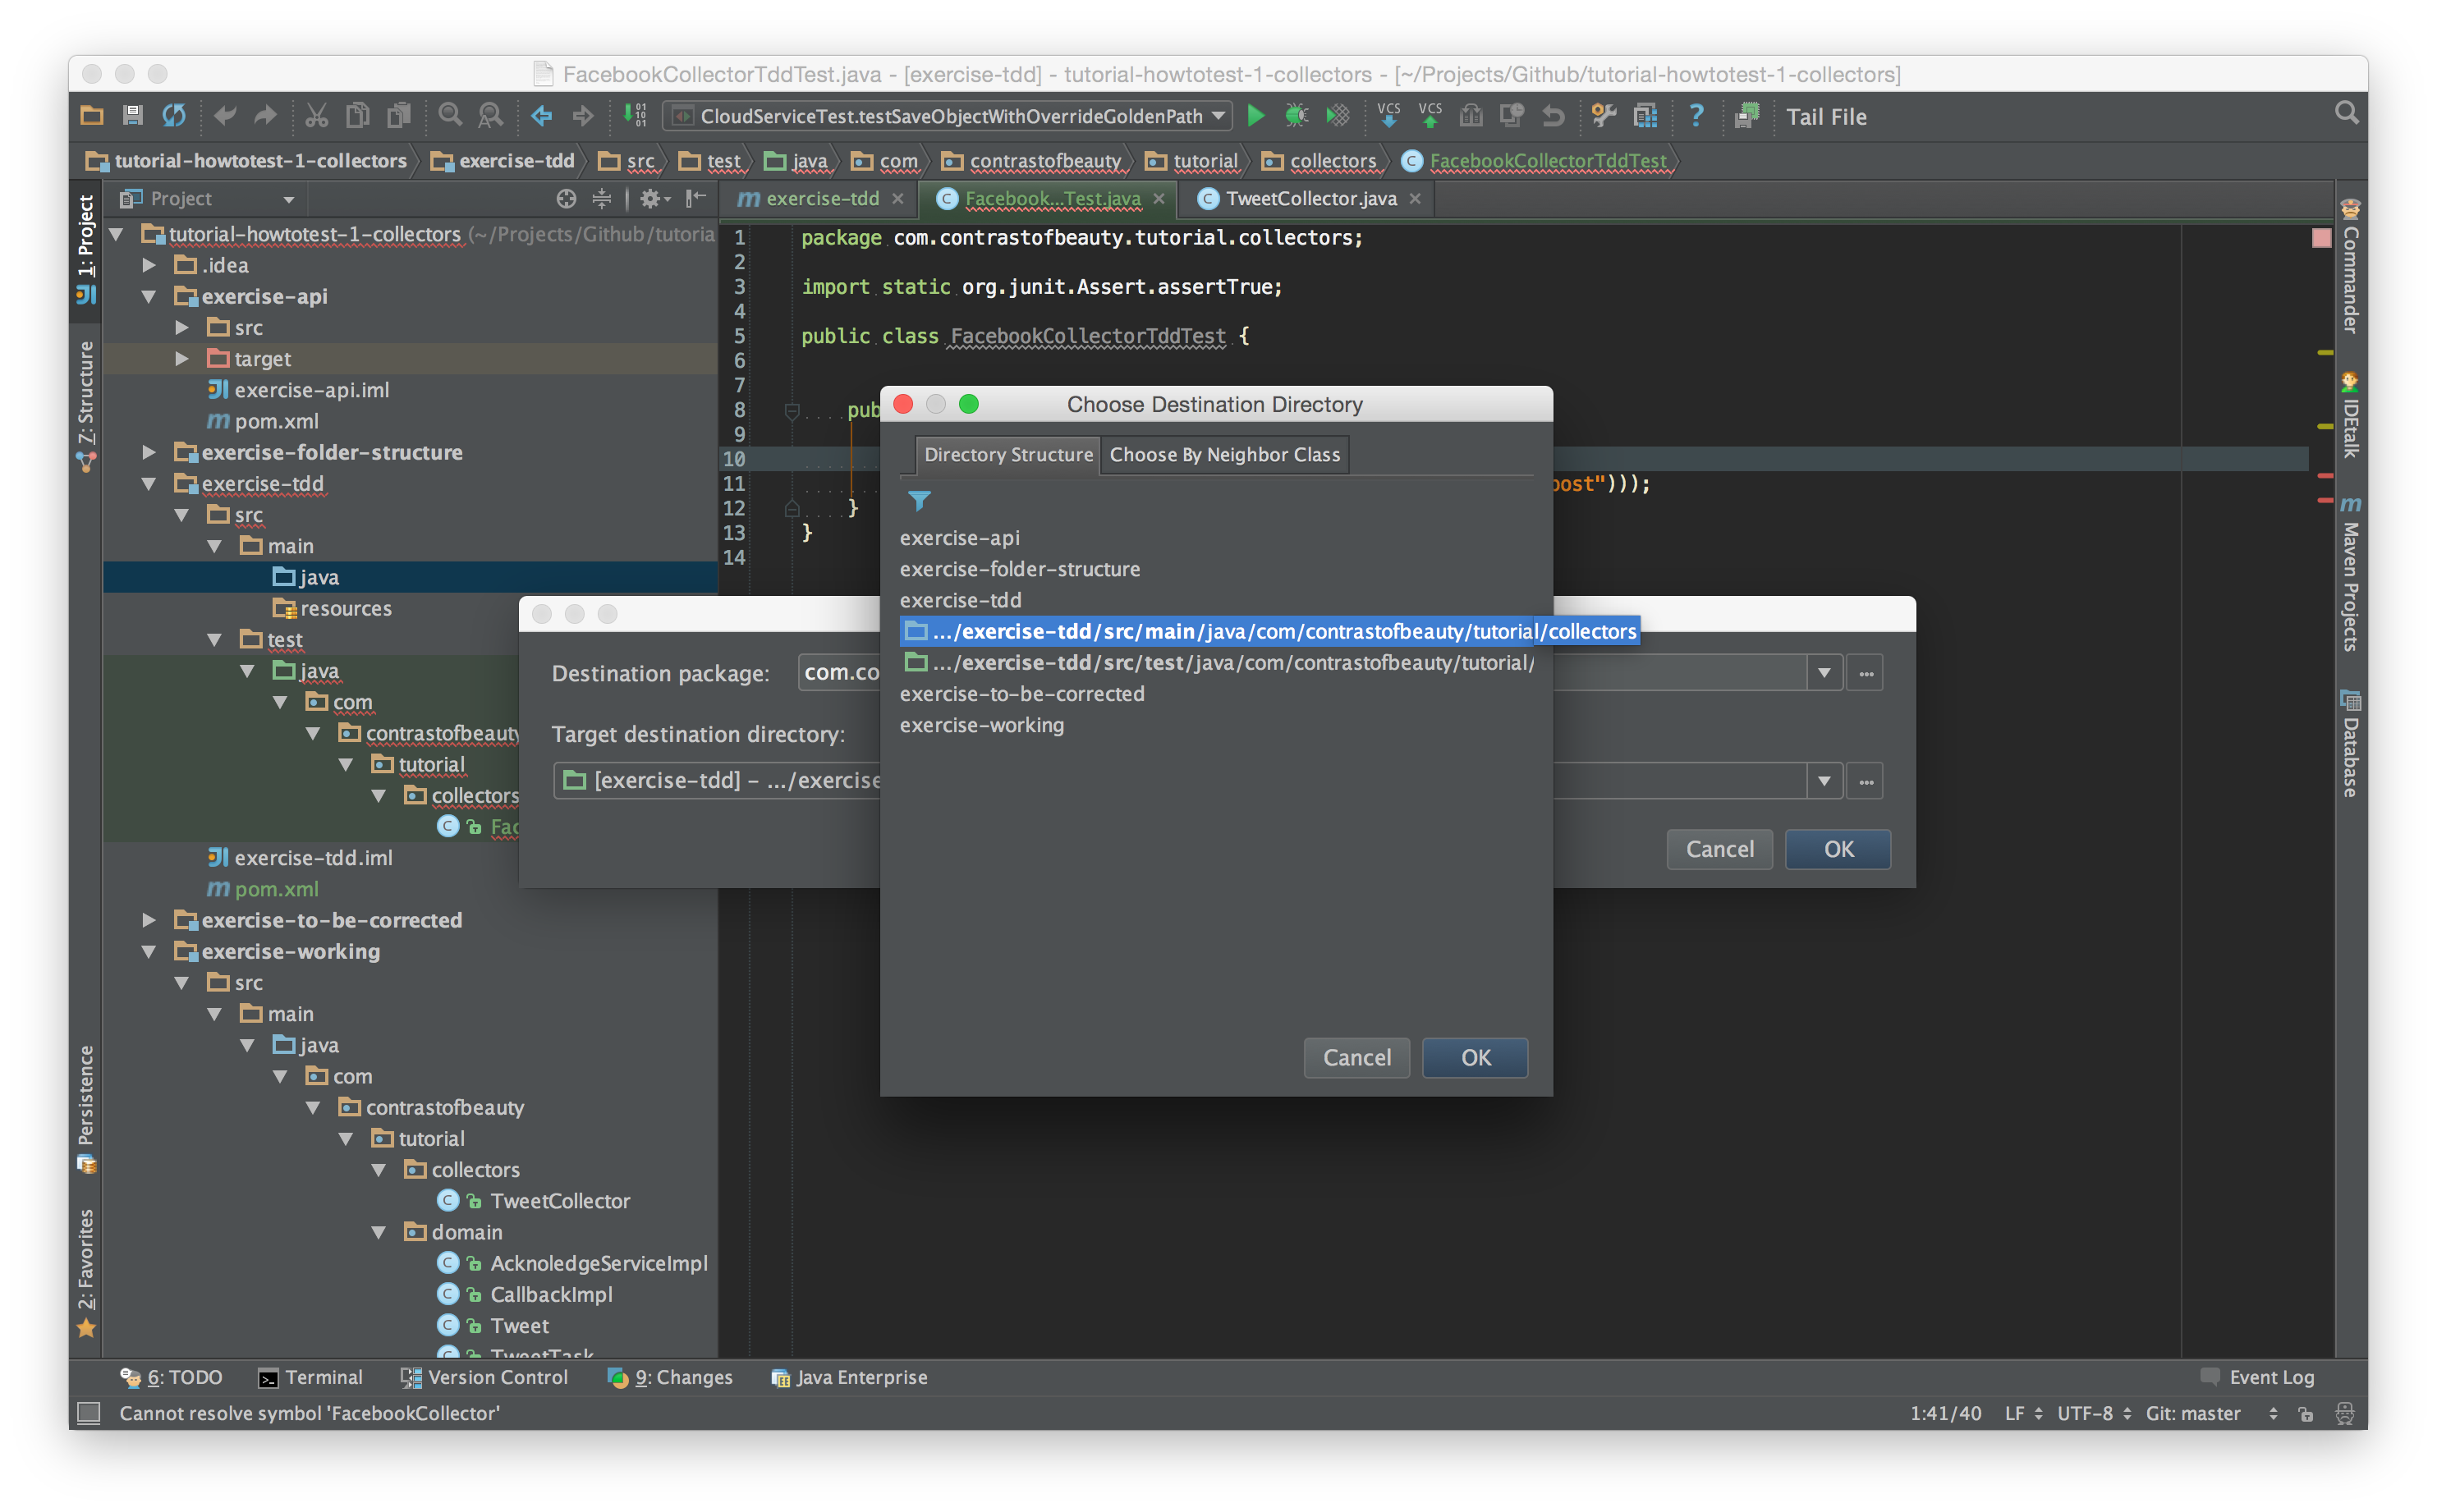 FacebookCollectorTddTest.java - [exercise-tdd] - tutorial-howtotest-1-collectors - [~/Projects/Github/tutorial-howtotest-1-collectors]
CloudServiceTest.testSaveObjectWithOverrideGoldenPath VCS VCS ? Tail File
tutorial-howtotest-1-collectors exercise-tdd src test java com contrastofbeauty tutorial collectors FacebookCollectorTddTest
Project
exercise-tdd Facebook...Test.java TweetCollector.java
1: Project
7: Structure
Persistence
2: Favorites
tutorial-howtotest-1-collectors (~/Projects/Github/tutoria
.idea
exercise-api
src
target
exercise-api.iml
pom.xml
exercise-folder-structure
exercise-tdd
src
main
java
resources
test
java
com
contrastofbeauty
tutorial
collectors
Fac
exercise-tdd.iml
pom.xml
exercise-to-be-corrected
exercise-working
src
main
java
com
contrastofbeauty
tutorial
collectors
TweetCollector
domain
AcknoledgeServiceImpl
CallbackImpl
Tweet
TweetTask
1 package com.contrastofbeauty.tutorial.collectors;
2
3 import static org.junit.Assert.assertTrue;
4
5 public class FacebookCollectorTddTest {
6
7
8 pub
9
10
11 post")));
12 }
13 }
14
Choose Destination Directory
Directory Structure Choose By Neighbor Class
exercise-api
exercise-folder-structure
exercise-tdd
.../exercise-tdd/src/main/java/com/contrastofbeauty/tutorial/collectors
.../exercise-tdd/src/test/java/com/contrastofbeauty/tutorial/
exercise-to-be-corrected
exercise-working
Cancel OK
Destination package: com.co
Target destination directory:
[exercise-tdd] - .../exercise
Cancel OK
Commander
IDEtalk
Maven Projects
Database
6: TODO Terminal Version Control 9: Changes Java Enterprise Event Log
Cannot resolve symbol 'FacebookCollector' 1:41/40 LF UTF-8 Git: master